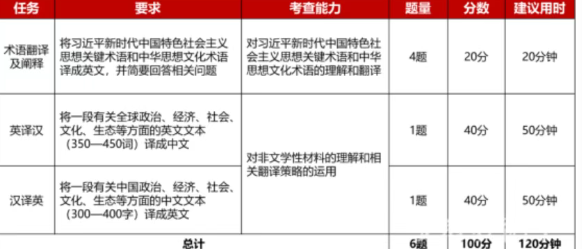 任务 要求 考查能力 题量 分数 建议用时
术语翻译及阐释
将习近平新时代中国特色社会主义
思想关键术语和中华思想文化术语
译成英文，并简要回答相关问题
对习近平新时代中国特色社会
主义思想关键术语和中华
思想文化术语的理解和翻译
4题 20分 20分钟
英译汉
将一段有关全球政治、经济、社会、
文化、生态等方面的英文文本
（350—450词）译成中文
对非文学性材料的理解和相
关翻译策略的运用
1题 40分 50分钟
汉译英
将一段有关中国政治、经济、社会、
文化、生态等方面的中文文本
（300—400字）译成英文
1题 40分 50分钟
总计 6题 100分 120分钟